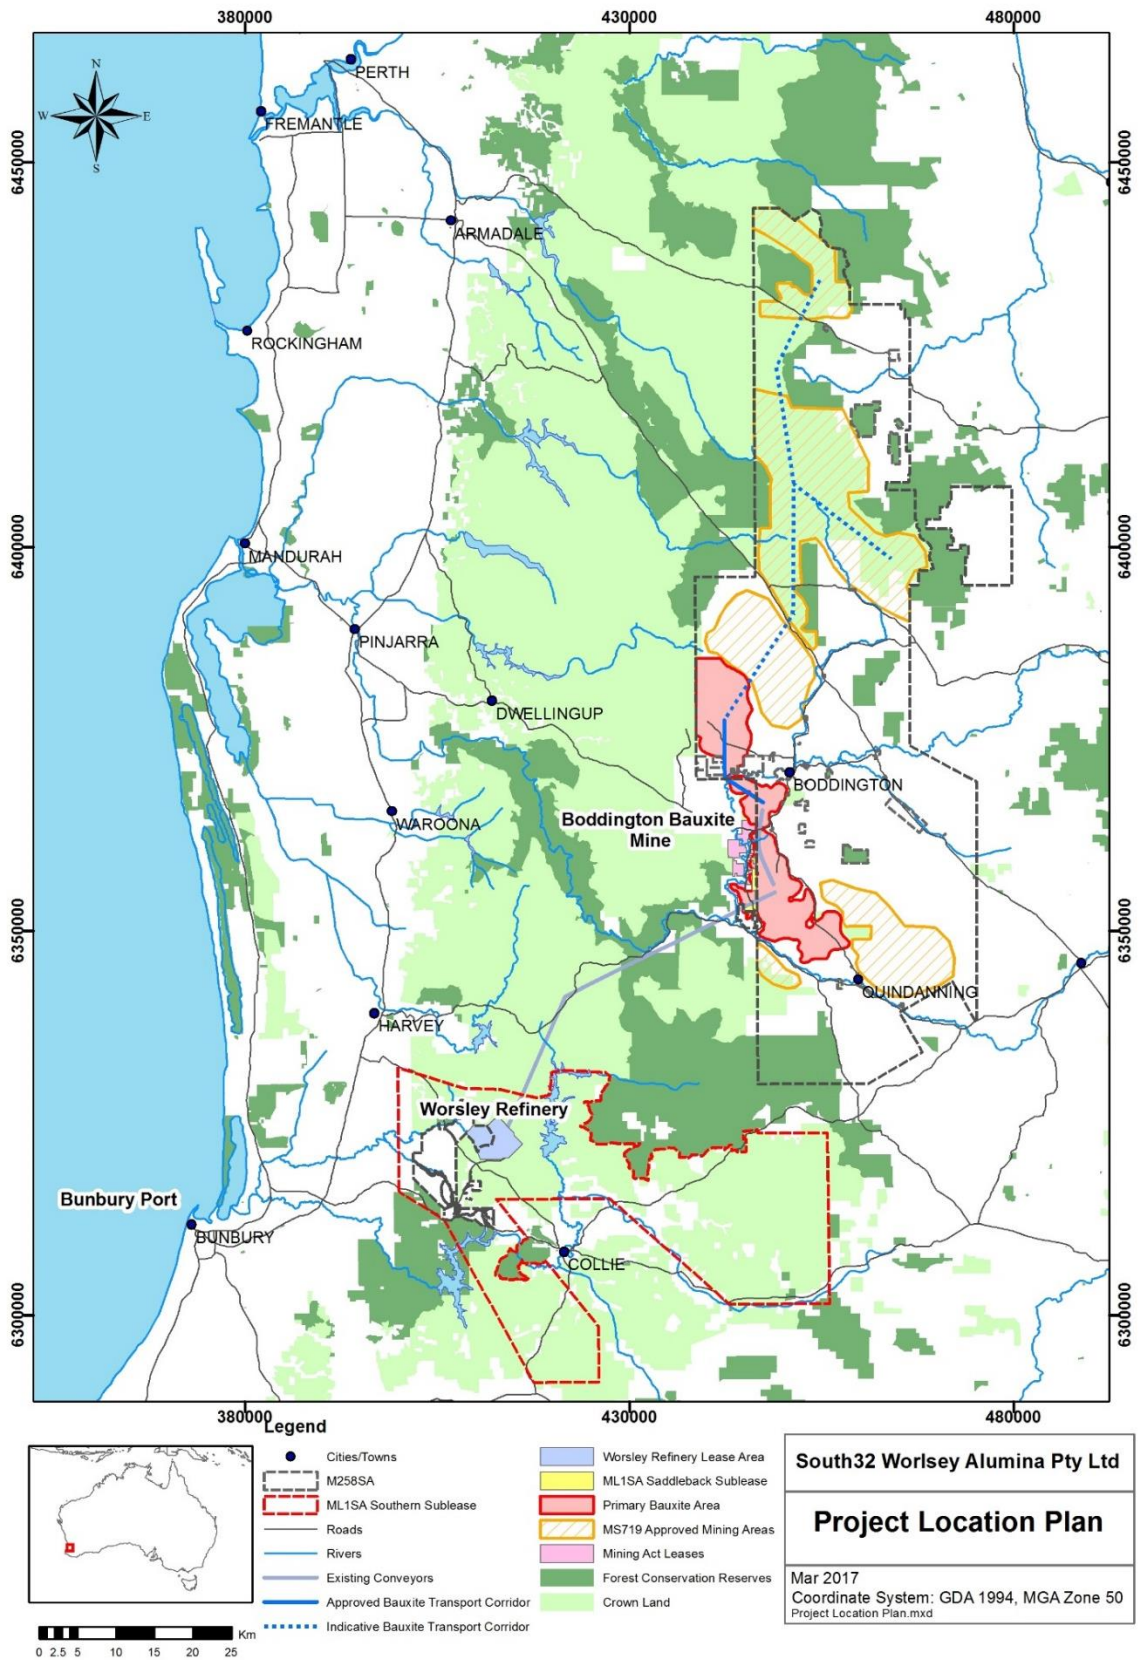 380000
430000
480000
N
W
E
S
PERTH
FREMANTLE
6450000
6450000
ARMADALE
ROCKINGHAM
6400000
6400000
MANDURAH
PINJARRA
DWELLINGUP
BODDINGTON
WAROONA
Boddington Bauxite
Mine
6350000
6350000
QUINDANNING
HARVEY
Worsley Refinery
Bunbury Port
BUNBURY
COLLIE
6300000
6300000
380000
430000
480000
Legend
Cities/Towns
M258SA
ML1SA Southern Sublease
Roads
Rivers
Existing Conveyors
Approved Bauxite Transport Corridor
Indicative Bauxite Transport Corridor
Worsley Refinery Lease Area
ML1SA Saddleback Sublease
Primary Bauxite Area
MS719 Approved Mining Areas
Mining Act Leases
Forest Conservation Reserves
Crown Land
South32 Worlsey Alumina Pty Ltd
Project Location Plan
Mar 2017
Coordinate System: GDA 1994, MGA Zone 50
Project Location Plan.mxd
Km
0 2.5 5 10 15 20 25